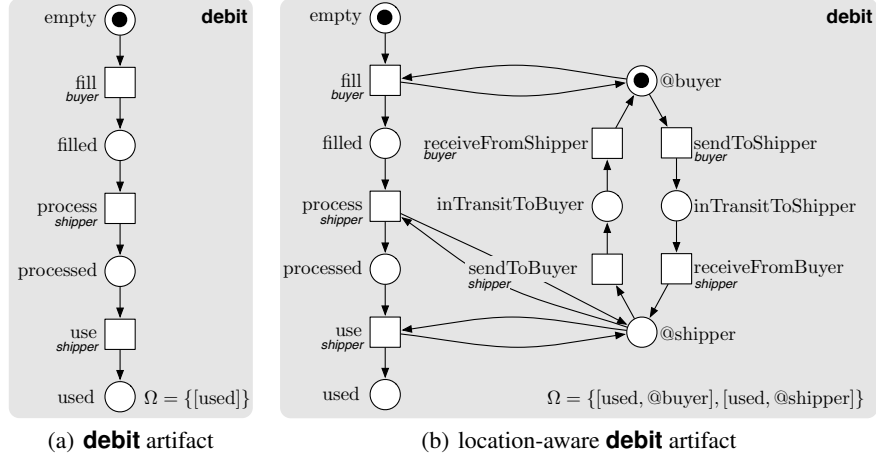 empty
debit
fill
buyer
filled
process
shipper
processed
use
shipper
used
Ω = {[used]}
(a) debit artifact
empty
debit
fill
buyer
@buyer
filled
receiveFromShipper
buyer
sendToShipper
buyer
process
shipper
inTransitToBuyer
inTransitToShipper
processed
sendToBuyer
shipper
receiveFromBuyer
shipper
use
shipper
@shipper
used
Ω = {[used, @buyer], [used, @shipper]}
(b) location-aware debit artifact